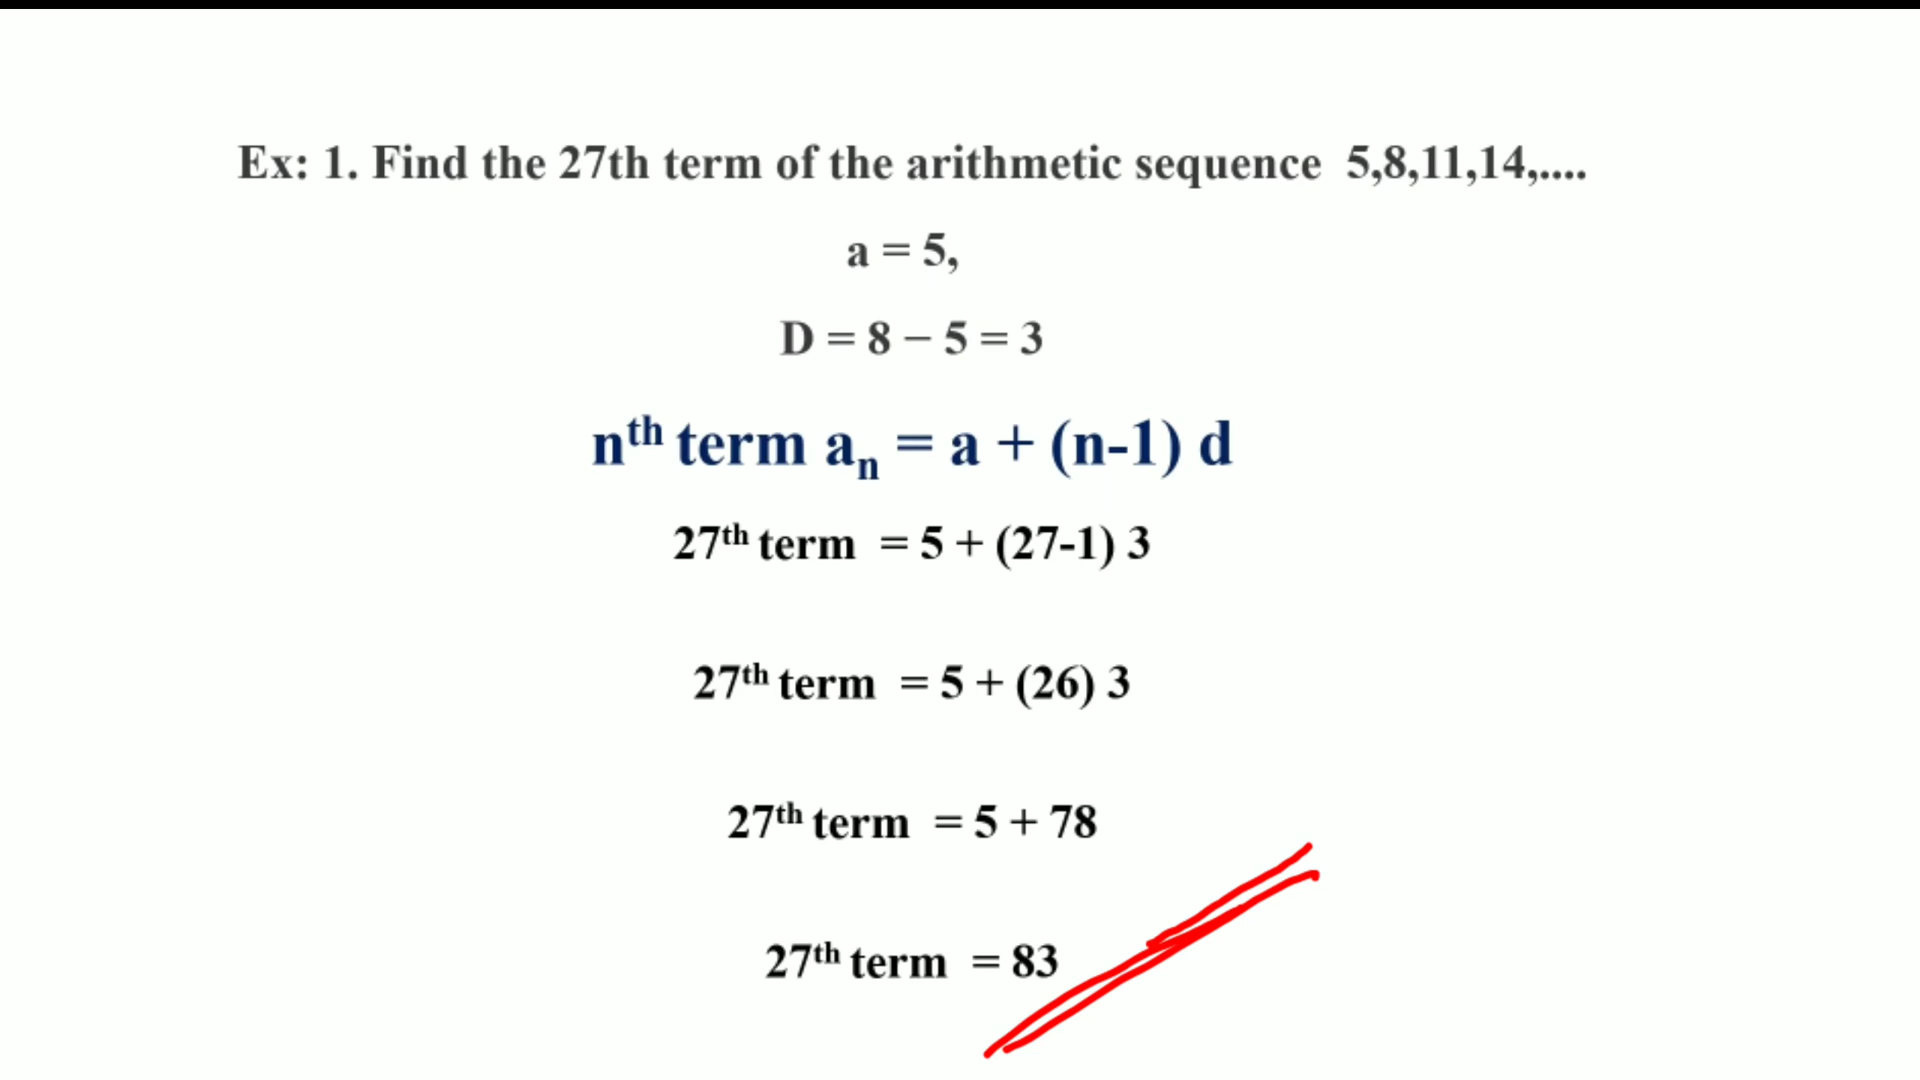 Ex: 1. Find the 27th term of the arithmetic sequence 5,8,11,14,....
a = 5,
D = 8 – 5 = 3
nᵗʰ term aₙ = a + (n-1) d
27ᵗʰ term = 5 + (27-1) 3
27ᵗʰ term = 5 + (26) 3
27ᵗʰ term = 5 + 78
27ᵗʰ term = 83